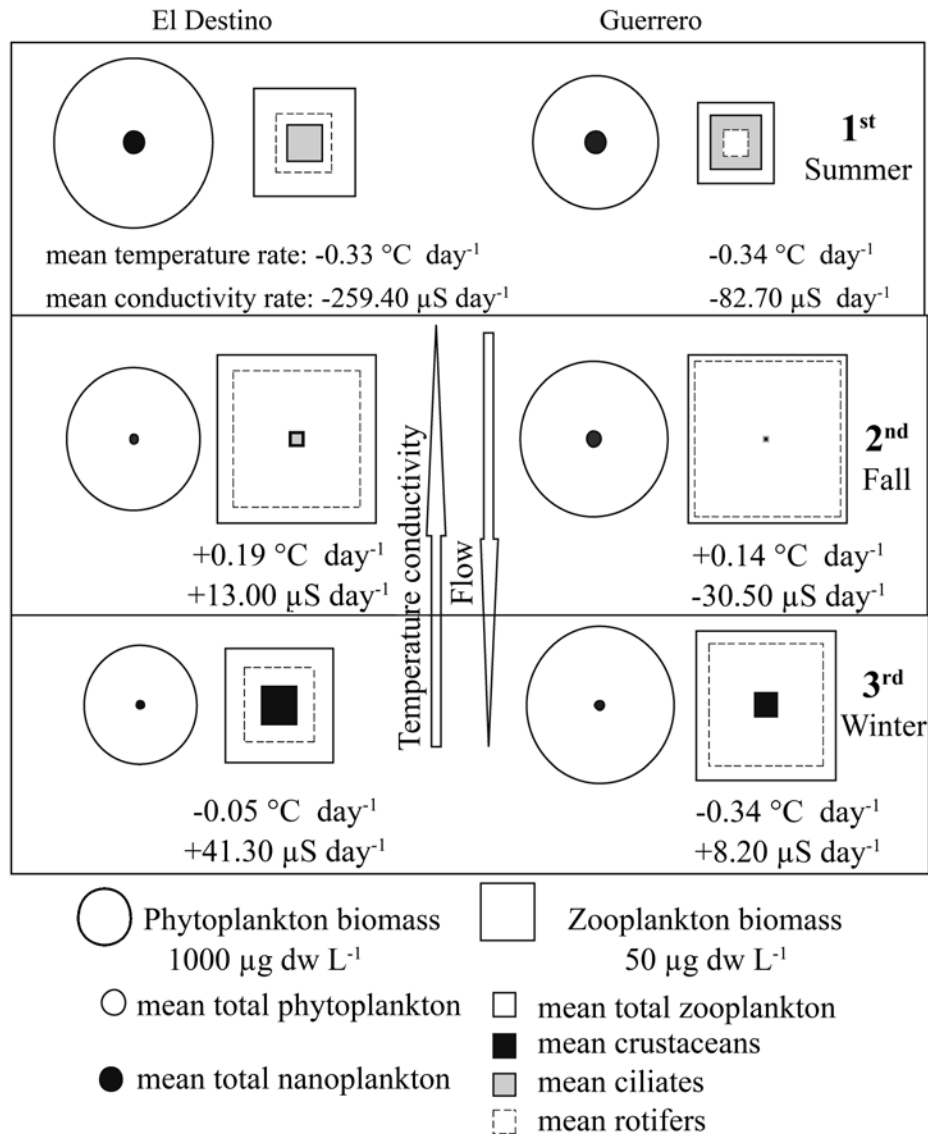 El Destino Guerrero
1st
Summer
mean temperature rate: -0.33 °C day-1 -0.34 °C day-1
mean conductivity rate: -259.40 µS day-1 -82.70 µS day-1
2nd
Fall
Temperature conductivity
Flow
+0.19 °C day-1 +0.14 °C day-1
+13.00 µS day-1 -30.50 µS day-1
3rd
Winter
-0.05 °C day-1 -0.34 °C day-1
+41.30 µS day-1 +8.20 µS day-1
Phytoplankton biomass Zooplankton biomass
1000 µg dw L-1 50 µg dw L-1
mean total phytoplankton mean total zooplankton
mean crustaceans
mean total nanoplankton mean ciliates
mean rotifers